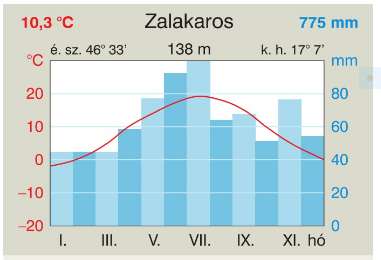 10,3 °C Zalakaros 775 mm
é. sz. 46° 33' 138 m k. h. 17° 7'
°C mm
20 80
10 60
0 40
−10 20
−20 0
I. III. V. VII. IX. XI. hó